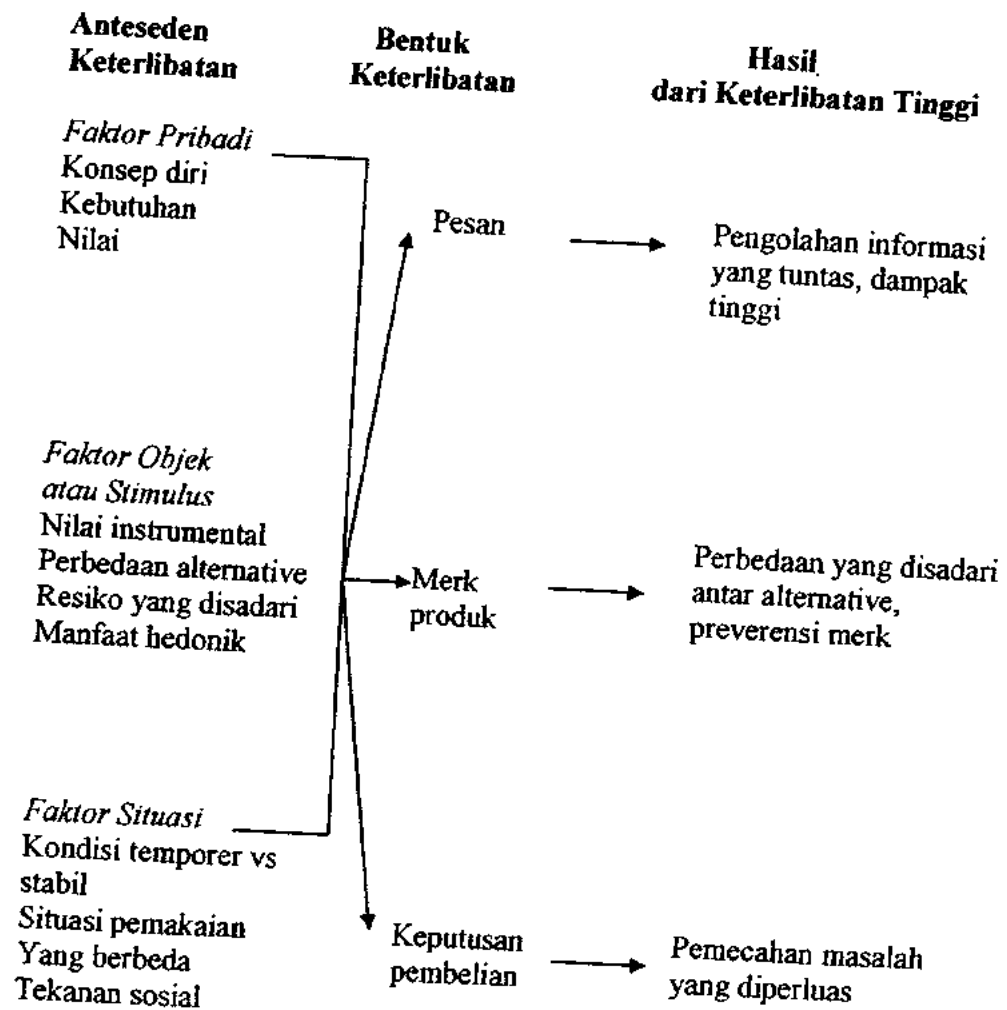 Anteseden
Keterlibatan
Bentuk
Keterlibatan
Hasil
dari Keterlibatan Tinggi
Faktor Pribadi
Konsep diri
Kebutuhan
Nilai
Pesan
Pengolahan informasi
yang tuntas, dampak
tinggi
Faktor Objek
atau Stimulus
Nilai instrumental
Perbedaan alternative
Resiko yang disadari
Manfaat hedonik
Merk
produk
Perbedaan yang disadari
antar alternative,
preverensi merk
Faktor Situasi
Kondisi temporer vs
stabil
Situasi pemakaian
Yang berbeda
Tekanan sosial
Keputusan
pembelian
Pemecahan masalah
yang diperluas